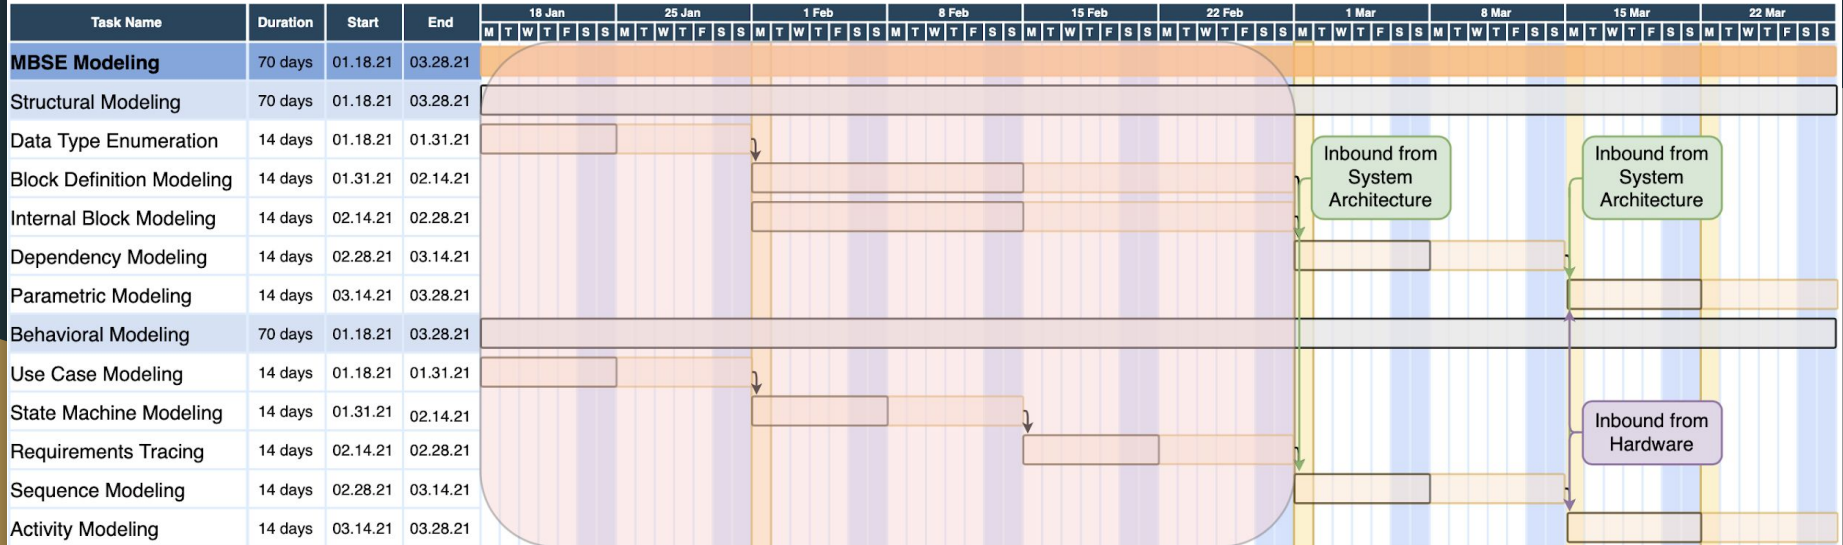 Task Name Duration Start End 18 Jan 25 Jan 1 Feb 8 Feb 15 Feb 22 Feb 1 Mar 8 Mar 15 Mar 22 Mar
M T W T F S S M T W T F S S M T W T F S S M T W T F S S M T W T F S S M T W T F S S M T W T F S S M T W T F S S M T W T F S S M T W T F S S
MBSE Modeling 70 days 01.18.21 03.28.21
Structural Modeling 70 days 01.18.21 03.28.21
Data Type Enumeration 14 days 01.18.21 01.31.21
Block Definition Modeling 14 days 01.31.21 02.14.21
Internal Block Modeling 14 days 02.14.21 02.28.21
Dependency Modeling 14 days 02.28.21 03.14.21
Parametric Modeling 14 days 03.14.21 03.28.21
Behavioral Modeling 70 days 01.18.21 03.28.21
Use Case Modeling 14 days 01.18.21 01.31.21
State Machine Modeling 14 days 01.31.21 02.14.21
Requirements Tracing 14 days 02.14.21 02.28.21
Sequence Modeling 14 days 02.28.21 03.14.21
Activity Modeling 14 days 03.14.21 03.28.21
Inbound from
System
Architecture
Inbound from
System
Architecture
Inbound from
Hardware